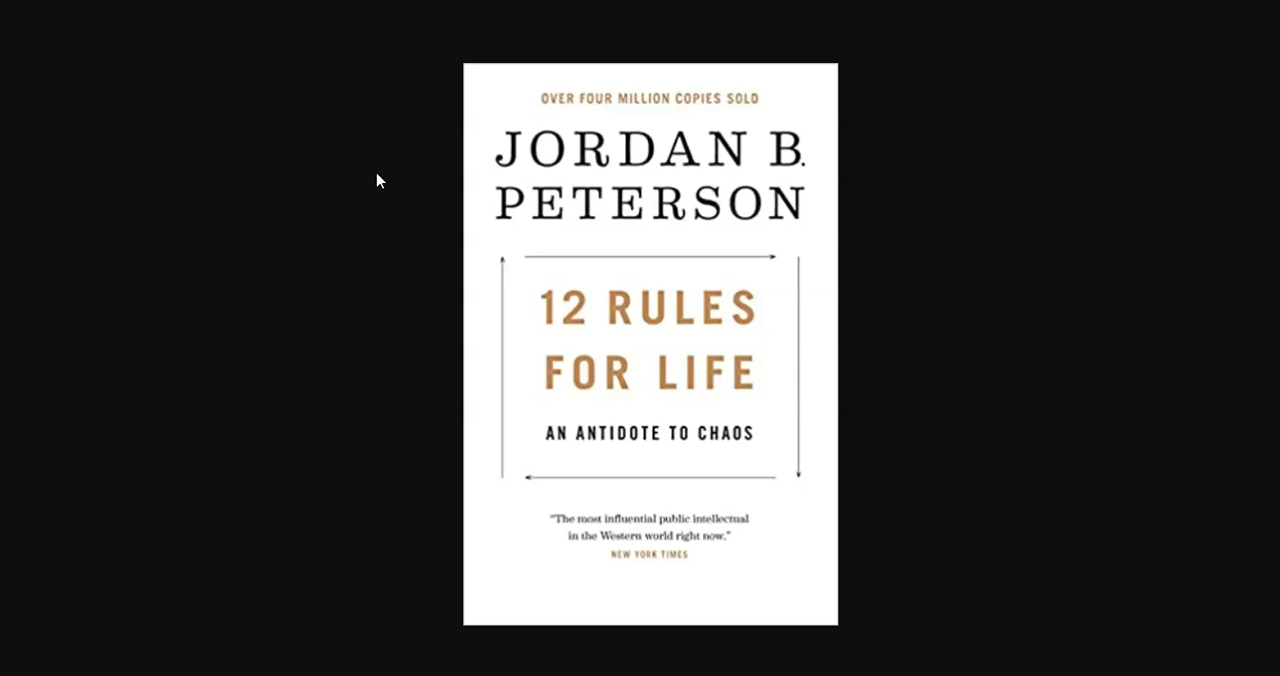 OVER FOUR MILLION COPIES SOLD
JORDAN B.
PETERSON
12 RULES
FOR LIFE
AN ANTIDOTE TO CHAOS
"The most influential public intellectual
in the Western world right now."
NEW YORK TIMES